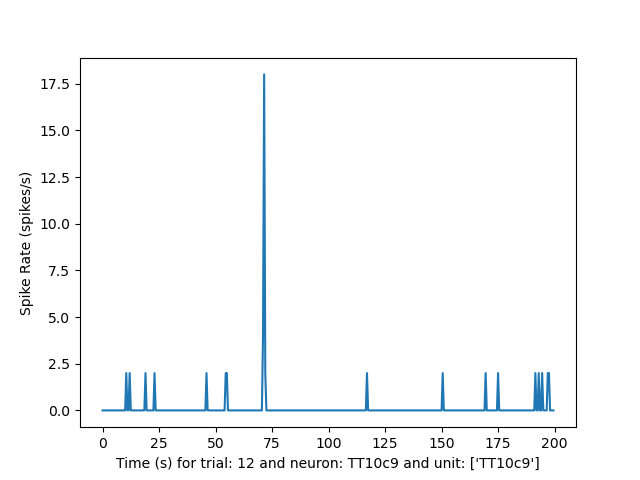 17.5
15.0
12.5
10.0
7.5
5.0
2.5
0.0
Spike Rate (spikes/s)
0 25 50 75 100 125 150 175 200
Time (s) for trial: 12 and neuron: TT10c9 and unit: ['TT10c9']